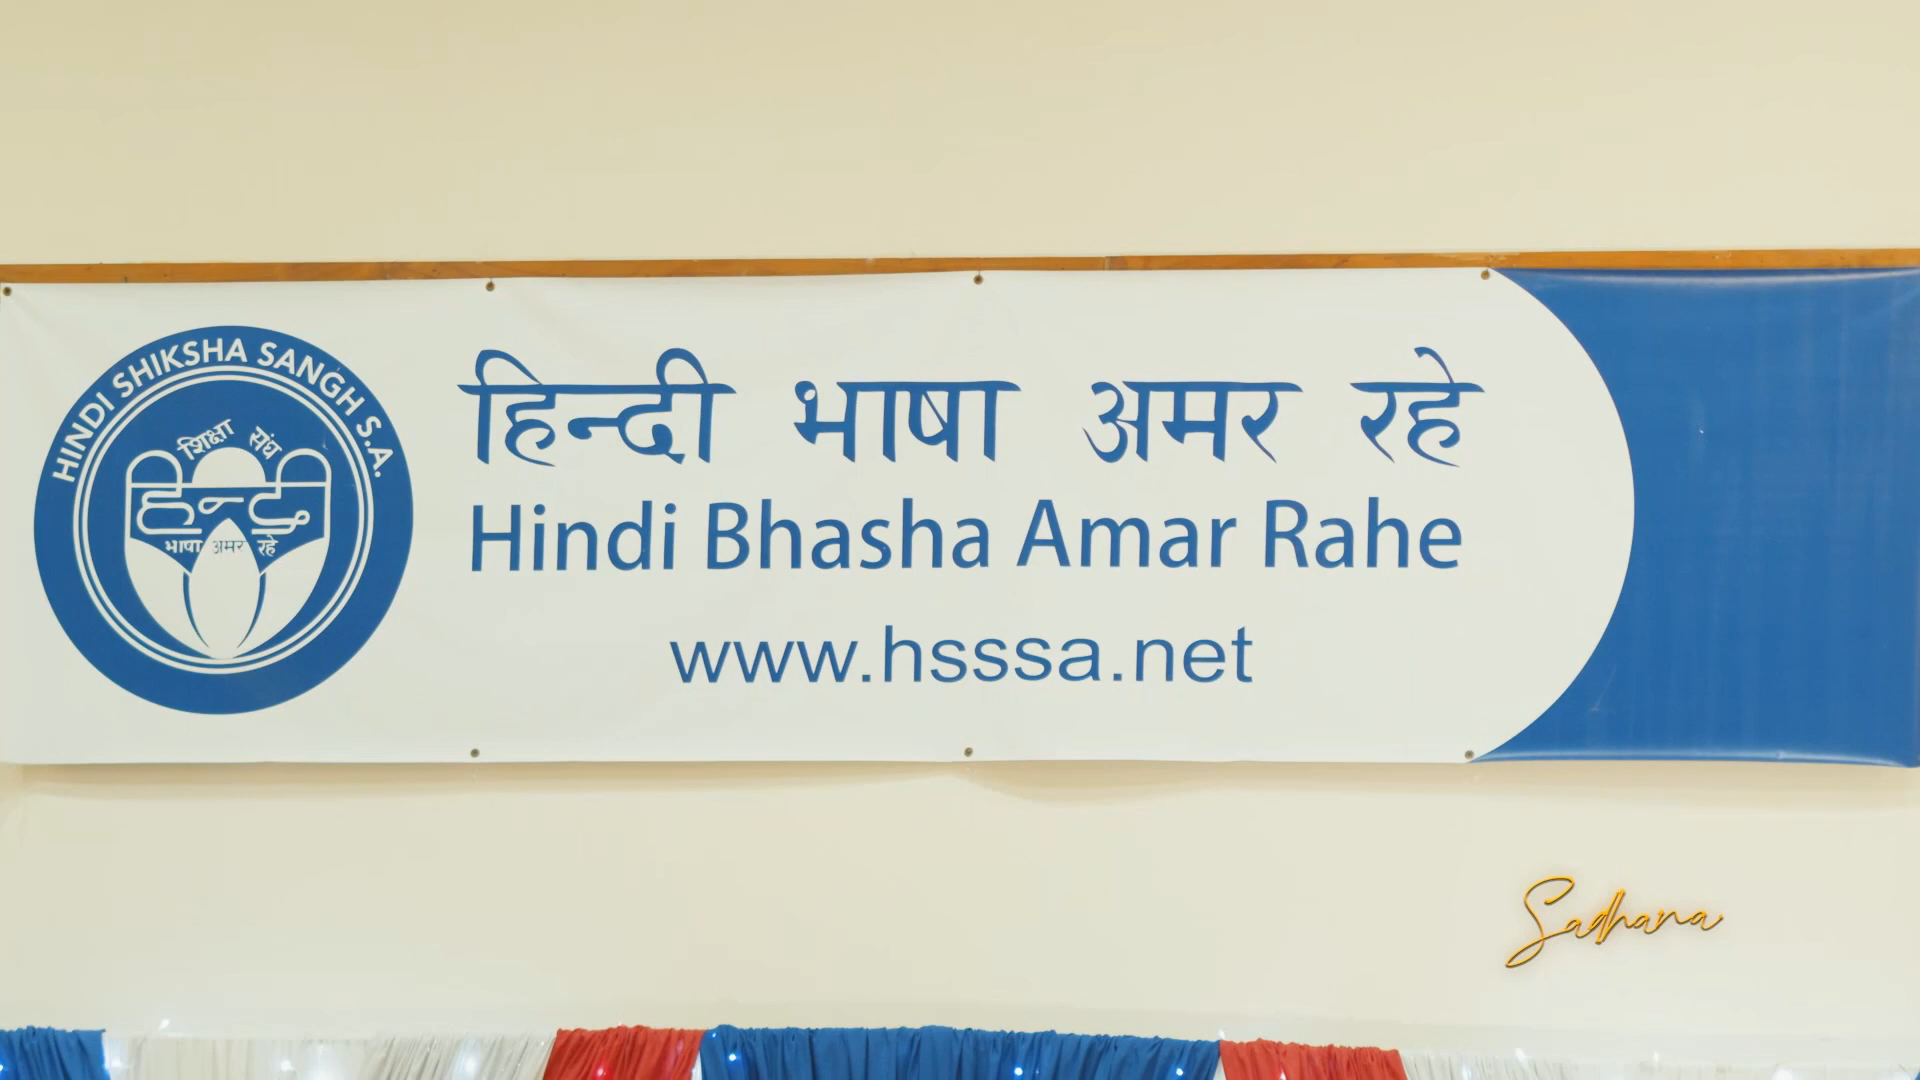 HINDI SHIKSHA SANGH S.A.
शिक्षा संघ
हिन्दी
भाषा अमर रहे
हिन्दी भाषा अमर रहे
Hindi Bhasha Amar Rahe
www.hsssa.net
Sadhana